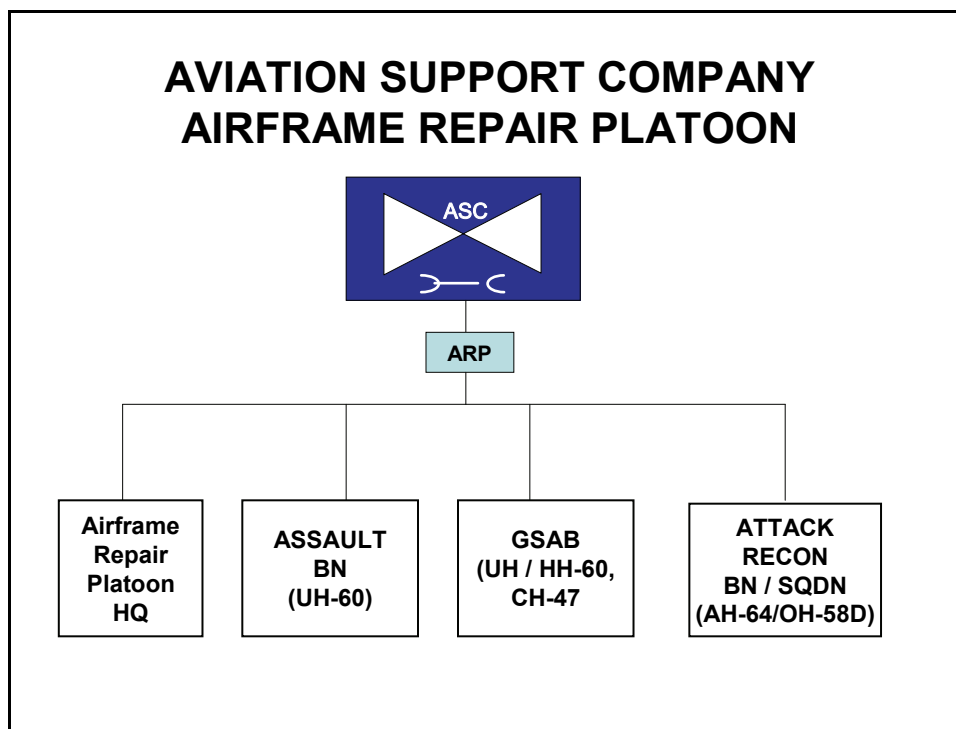 AVIATION SUPPORT COMPANY
AIRFRAME REPAIR PLATOON
ASC
ARP
Airframe
Repair
Platoon
HQ
ASSAULT
BN
(UH-60)
GSAB
(UH / HH-60,
CH-47
ATTACK
RECON
BN / SQDN
(AH-64/OH-58D)